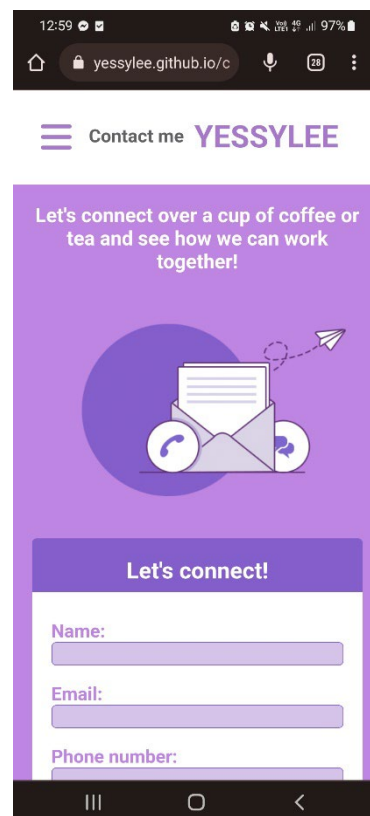 12:59
97%
yessylee.github.io/c
28
Contact me YESSYLEE
Let's connect over a cup of coffee or
tea and see how we can work
together!
Let's connect!
Name:
Email:
Phone number: